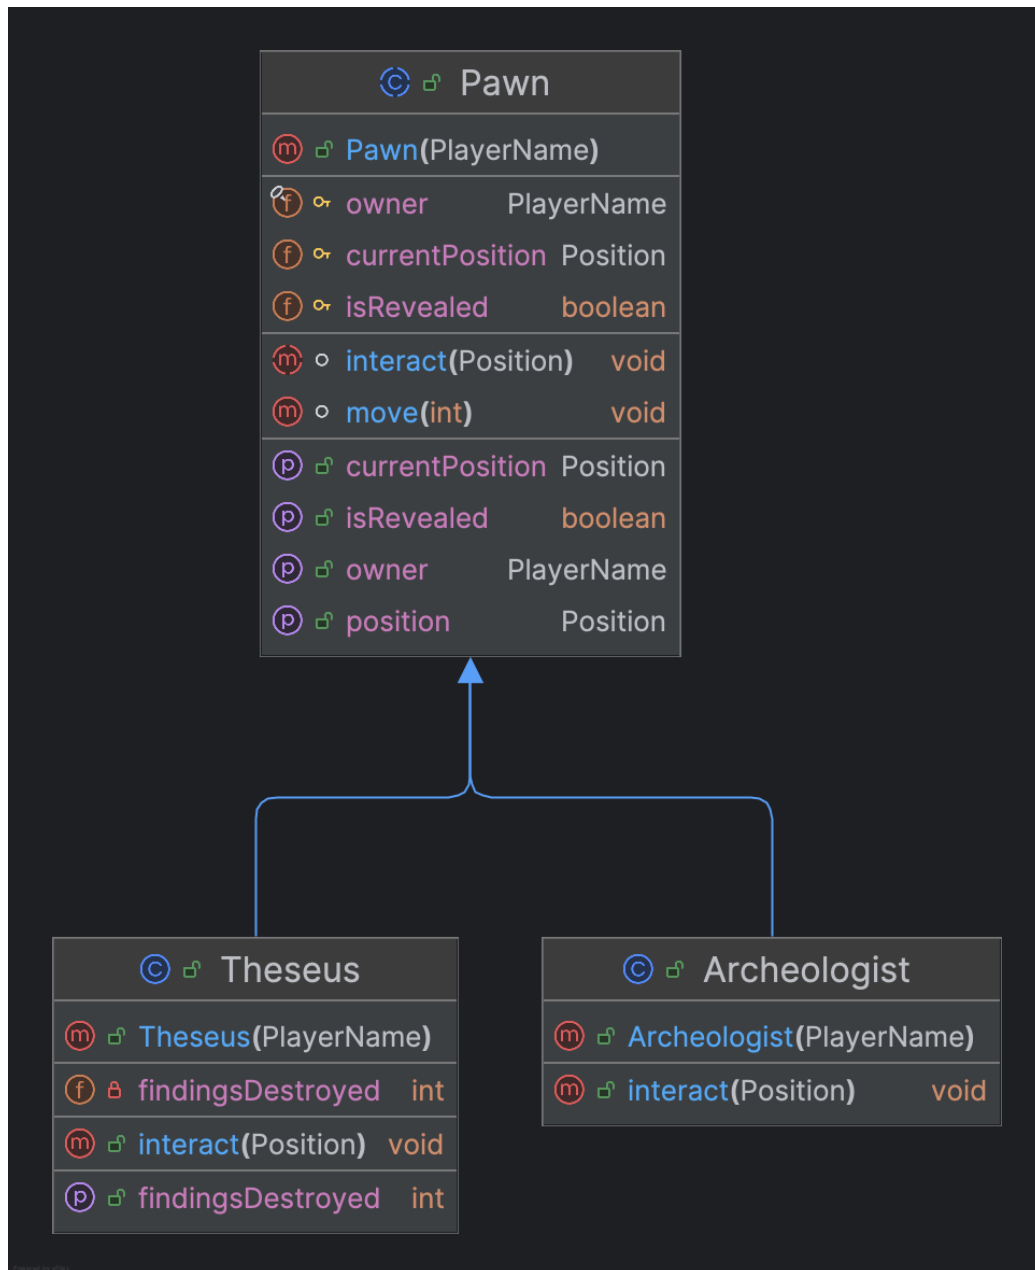 Pawn
Pawn(PlayerName)
owner PlayerName
currentPosition Position
isRevealed boolean
interact(Position) void
move(int) void
currentPosition Position
isRevealed boolean
owner PlayerName
position Position
Theseus
Theseus(PlayerName)
findingsDestroyed int
interact(Position) void
findingsDestroyed int
Archeologist
Archeologist(PlayerName)
interact(Position) void